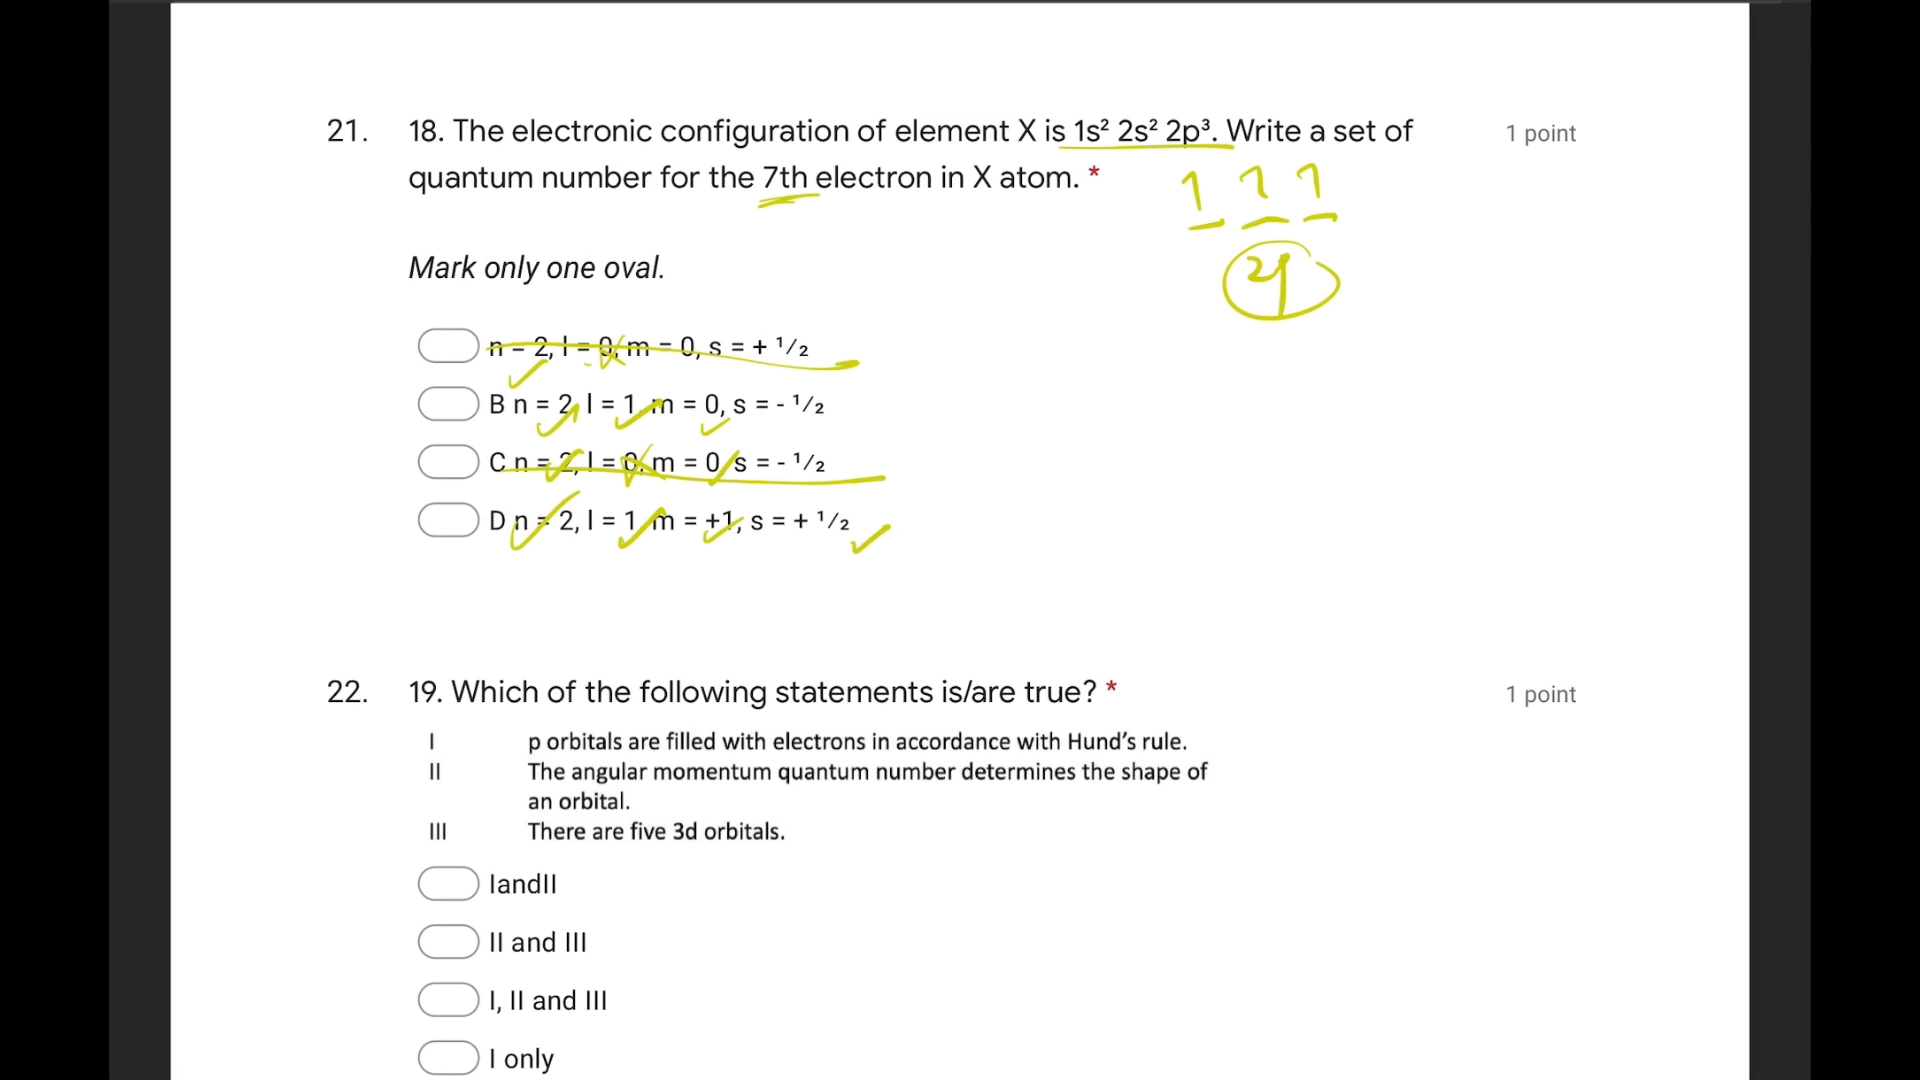 21. 18. The electronic configuration of element X is 1s² 2s² 2p³. Write a set of 1 point
quantum number for the 7th electron in X atom. *
1 1 1
2p
Mark only one oval.
n = 2, l = 0, m = 0, s = + ¹/₂
B n = 2, l = 1, m = 0, s = - ¹/₂
C n = 2, l = 0, m = 0, s = - ¹/₂
D n = 2, l = 1, m = +1, s = + ¹/₂
22. 19. Which of the following statements is/are true? * 1 point
I p orbitals are filled with electrons in accordance with Hund’s rule.
II The angular momentum quantum number determines the shape of
an orbital.
III There are five 3d orbitals.
IandII
II and III
I, II and III
I only